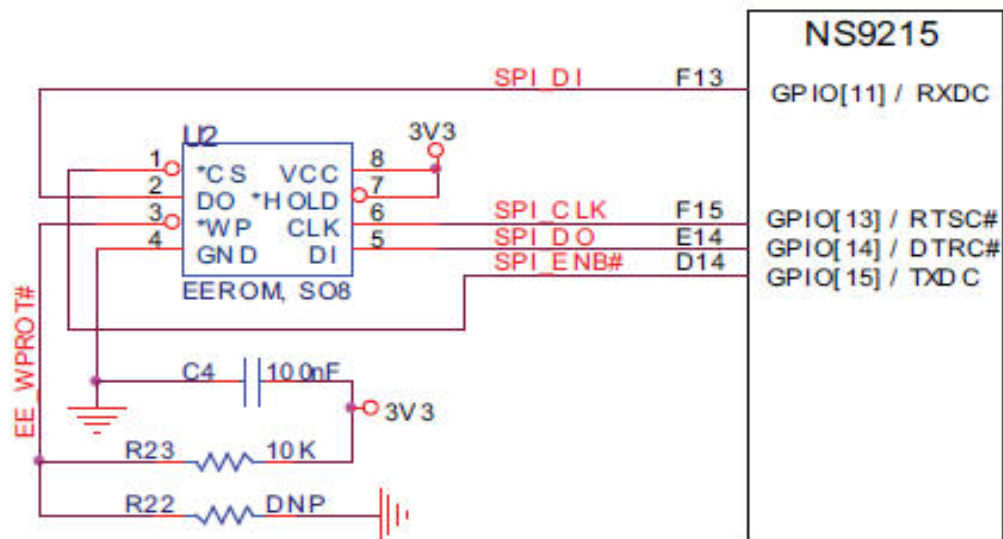 NS9215
SPI_DI F13
GPIO[11] / RXDC
U2
3V3
1 *CS VCC 8
2 DO *HOLD 7
3 *WP CLK 6
4 GND DI 5
EEROM, SO8
SPI_CLK F15
GPIO[13] / RTSC#
SPI_DO E14
GPIO[14] / DTRC#
SPI_ENB# D14
GPIO[15] / TXDC
EE_WPROT#
C4 100nF
3V3
R23 10K
R22 DNP